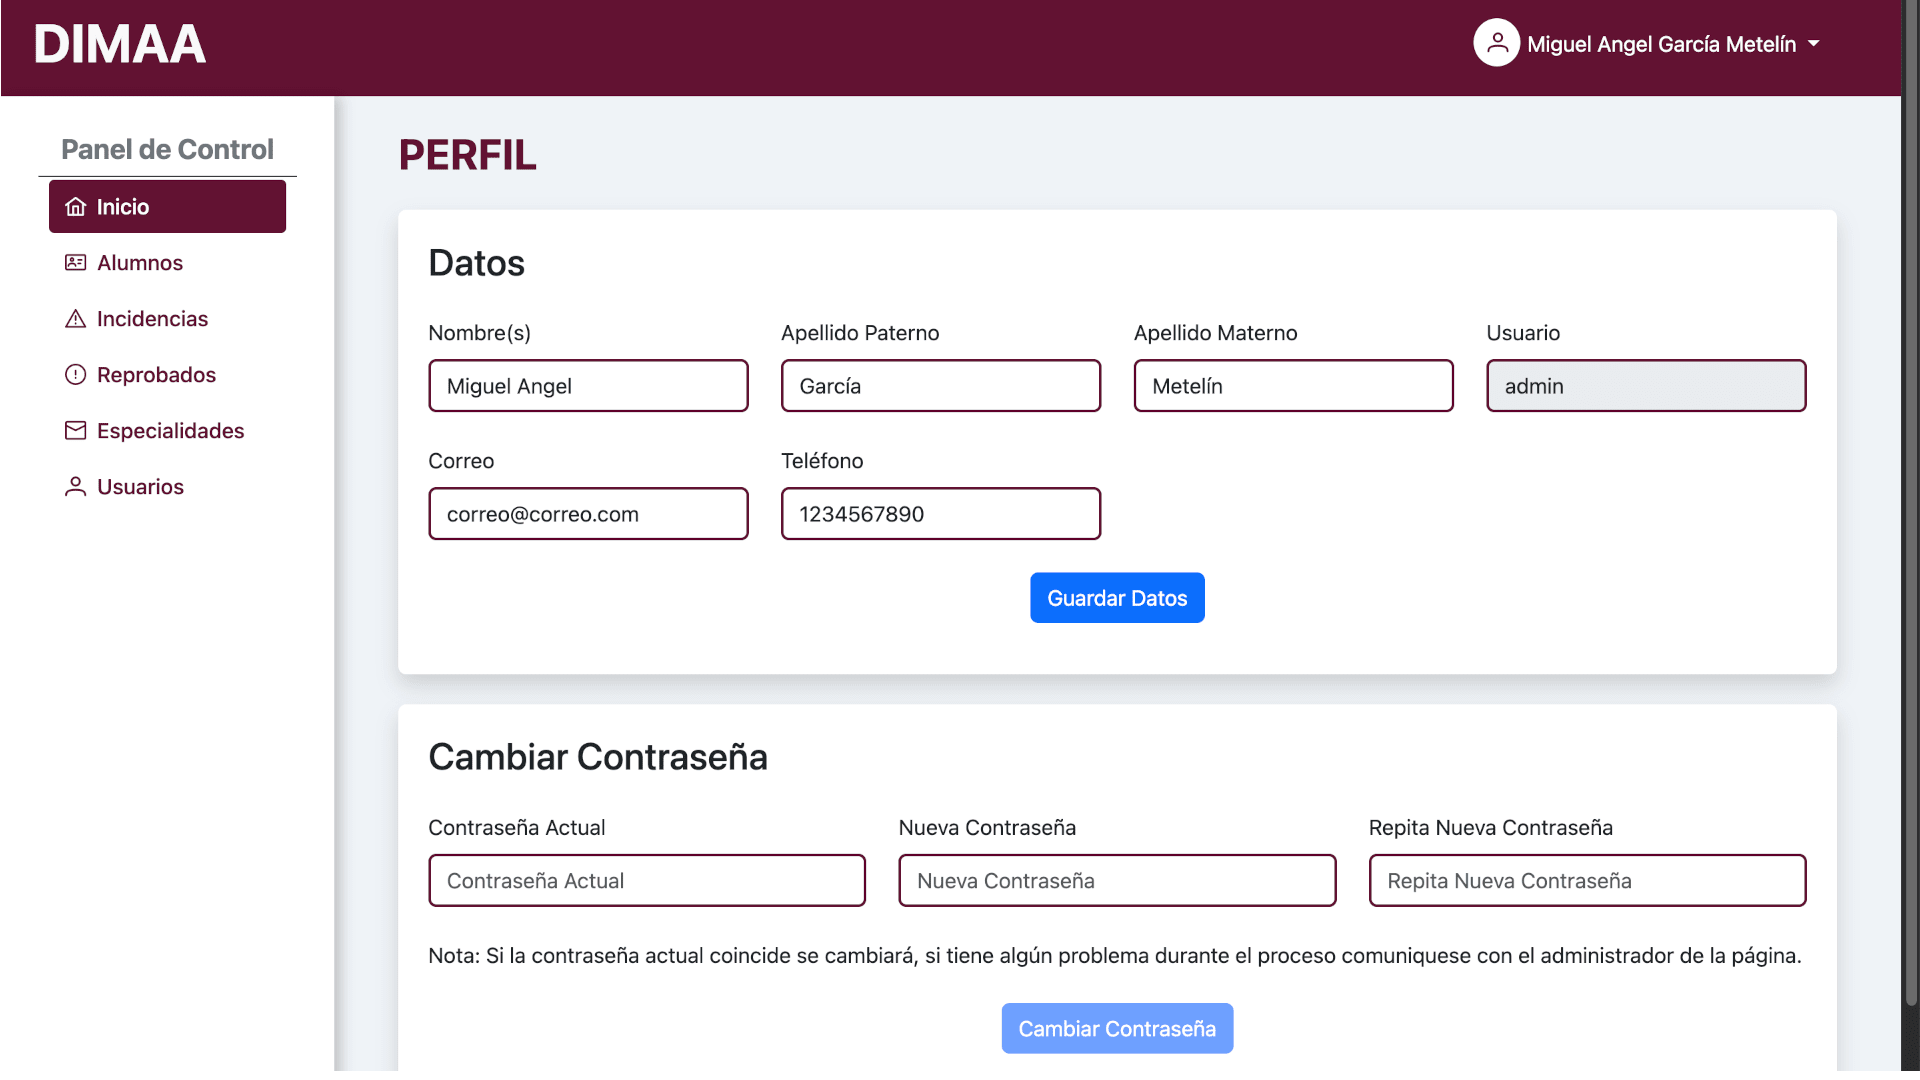 DIMAA
Miguel Angel García Metelín
Panel de Control
Inicio
Alumnos
Incidencias
Reprobados
Especialidades
Usuarios
PERFIL
Datos
Nombre(s) Apellido Paterno Apellido Materno Usuario
Miguel Angel García Metelín admin
Correo Teléfono
correo@correo.com 1234567890
Guardar Datos
Cambiar Contraseña
Contraseña Actual Nueva Contraseña Repita Nueva Contraseña
Contraseña Actual Nueva Contraseña Repita Nueva Contraseña
Nota: Si la contraseña actual coincide se cambiará, si tiene algún problema durante el proceso comuniquese con el administrador de la página.
Cambiar Contraseña